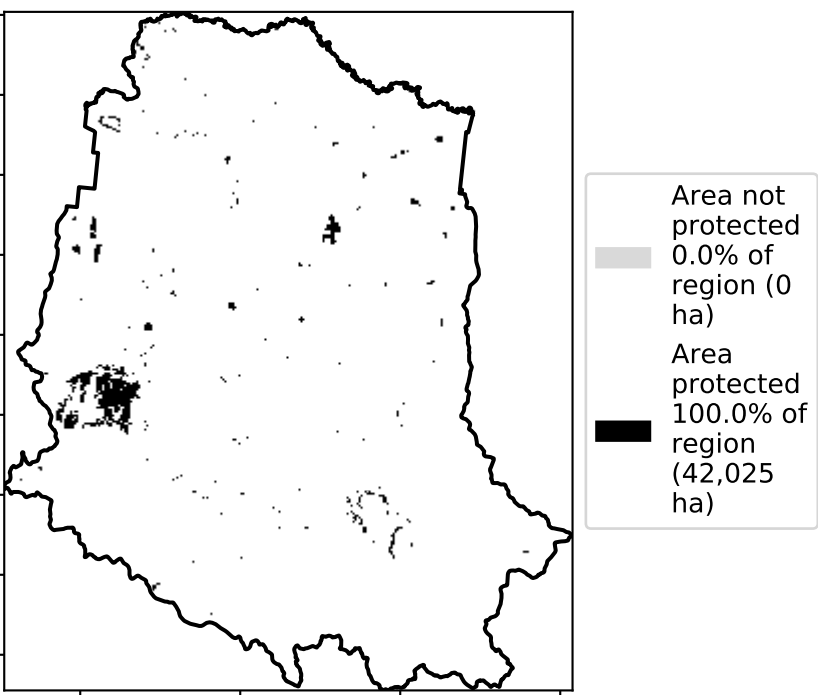 Area not
protected
0.0% of
region (0
ha)
Area
protected
100.0% of
region
(42,025
ha)